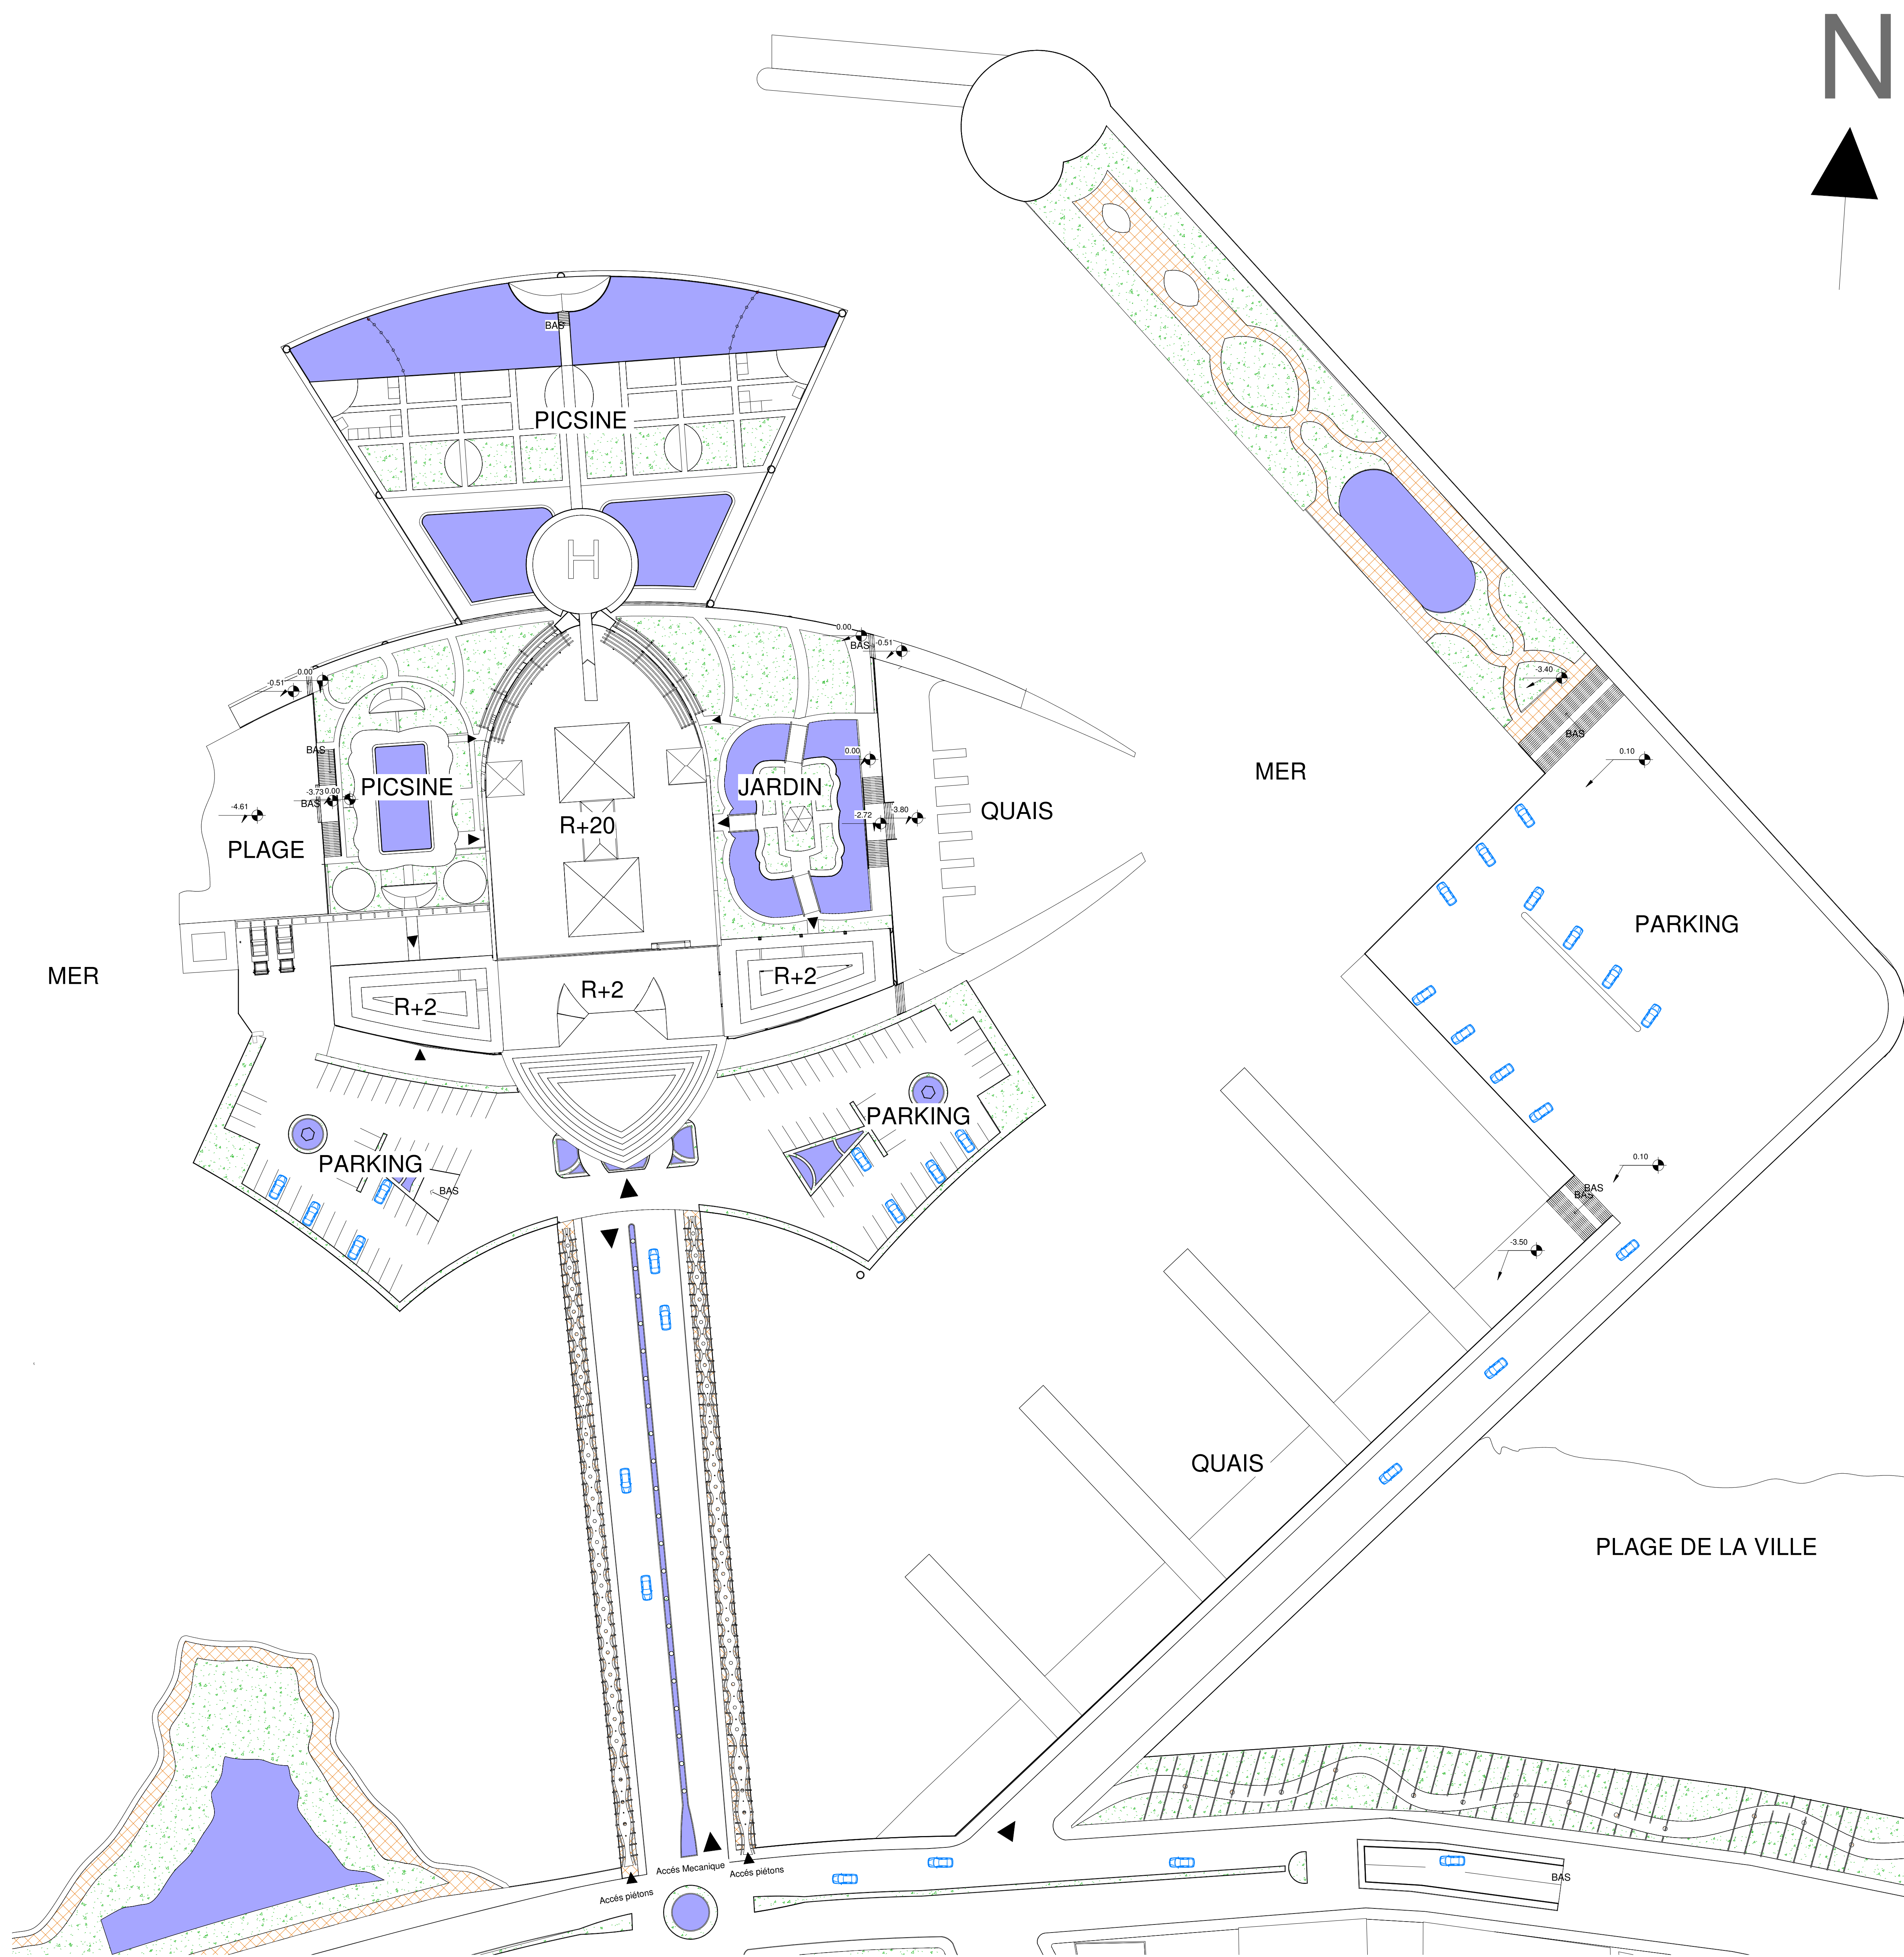 N
BAS
PICSINE
H
0.00
BAS
-0.51
0.00
-0.51
-3.40
BAS
0.10
BAS
0.00
PICSINE
JARDIN
-3.73
0.00
BAS
-4.61
R+20
-2.72
-3.80
QUAIS
MER
PLAGE
PARKING
MER
R+2
R+2
R+2
PARKING
PARKING
BAS
0.10
BAS
BAS
-3.50
QUAIS
PLAGE DE LA VILLE
Accés Mecanique
Accés piétons
Accés piétons
BAS